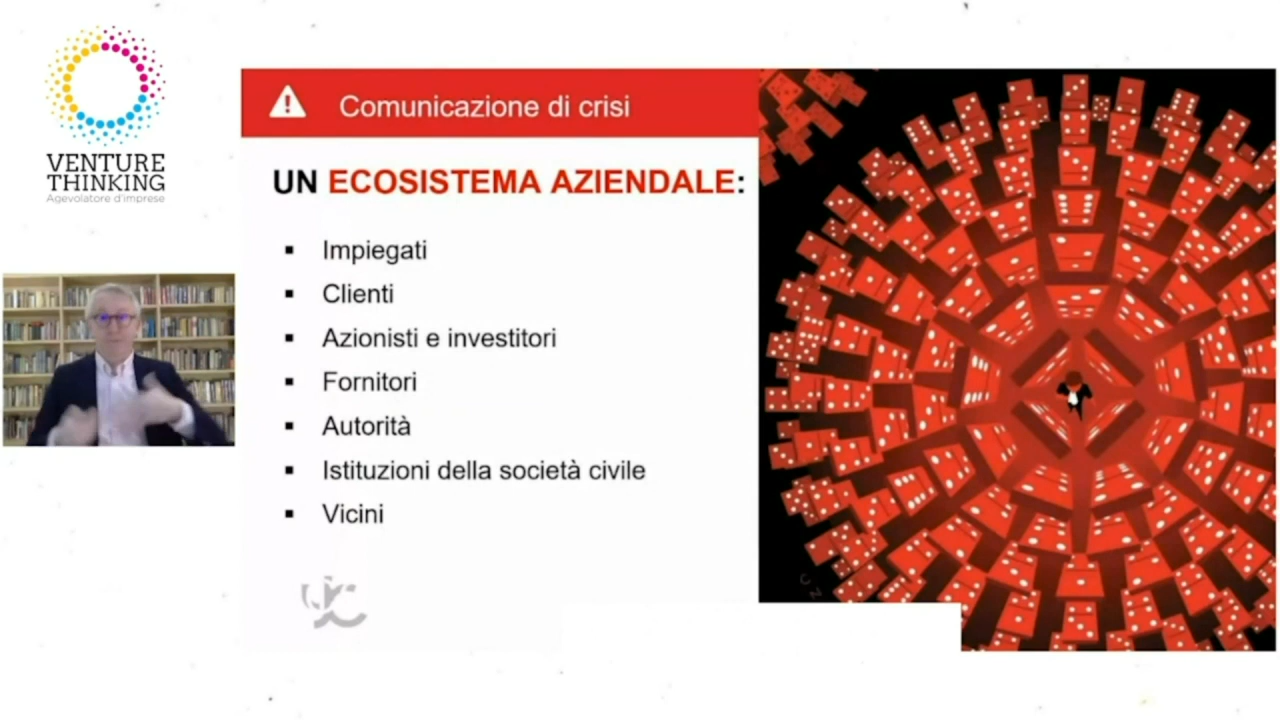 VENTURE
THINKING
Agevolatore d'imprese
Comunicazione di crisi
UN ECOSISTEMA AZIENDALE:
▪ Impiegati
▪ Clienti
▪ Azionisti e investitori
▪ Fornitori
▪ Autorità
▪ Istituzioni della società civile
▪ Vicini